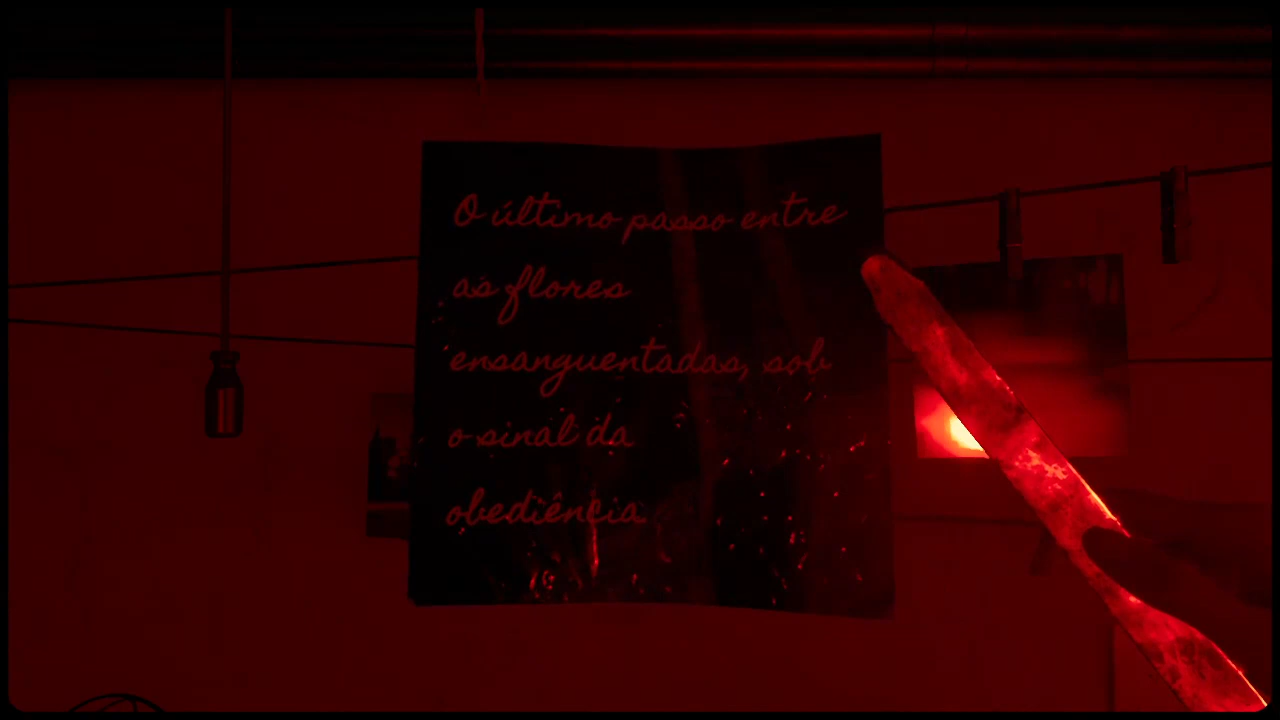 O último passo entre
as flores
ensanguentadas, sob
o sinal da
obediência